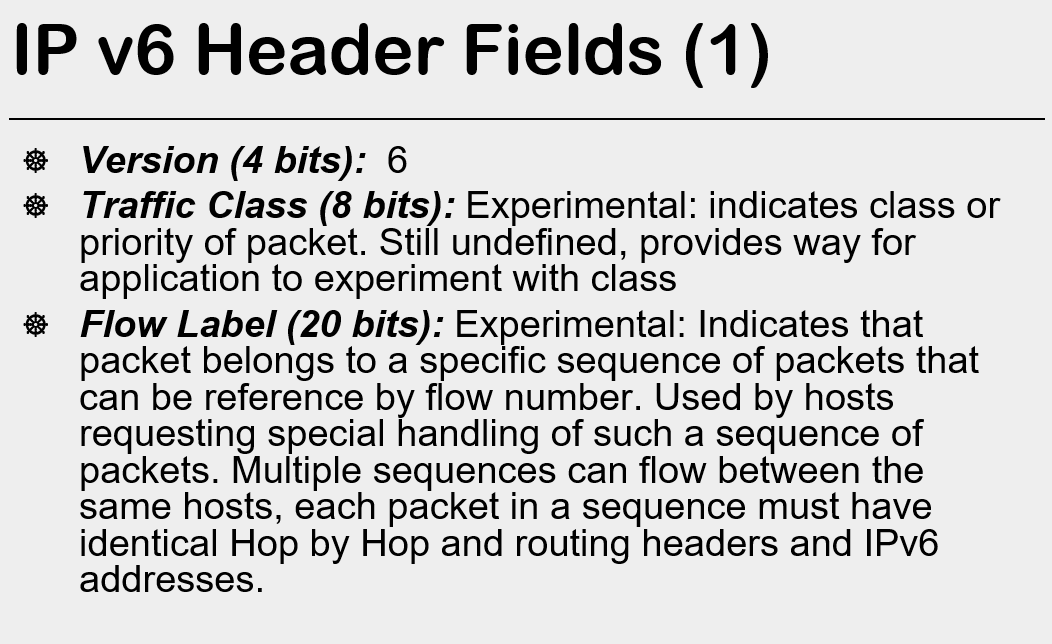 IP v6 Header Fields (1)
Version (4 bits): 6
Traffic Class (8 bits): Experimental: indicates class or
priority of packet. Still undefined, provides way for
application to experiment with class
Flow Label (20 bits): Experimental: Indicates that
packet belongs to a specific sequence of packets that
can be reference by flow number. Used by hosts
requesting special handling of such a sequence of
packets. Multiple sequences can flow between the
same hosts, each packet in a sequence must have
identical Hop by Hop and routing headers and IPv6
addresses.